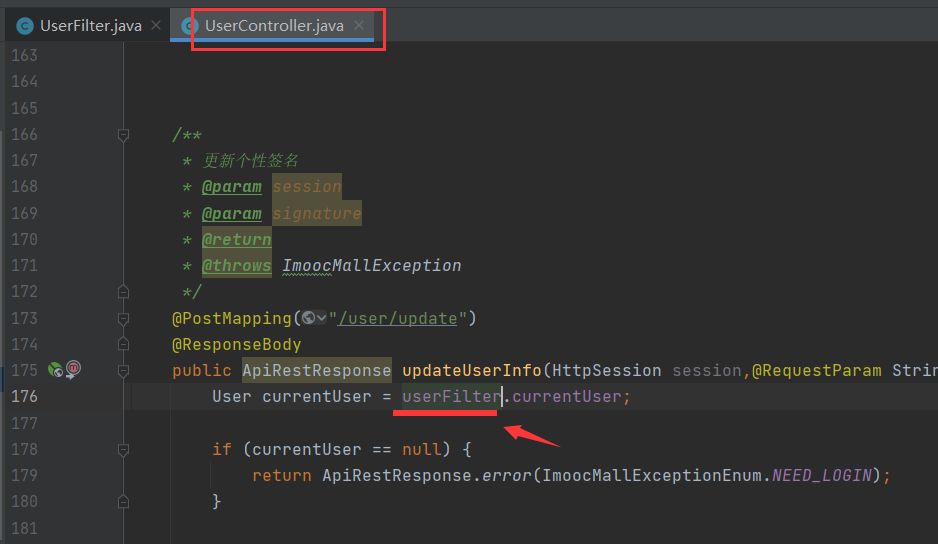 UserFilter.java UserController.java
163
164
165
166 /**
167 * 更新个性签名
168 * @param session
169 * @param signature
170 * @return
171 * @throws ImoocMallException
172 */
173 @PostMapping("/user/update")
174 @ResponseBody
175 public ApiRestResponse updateUserInfo(HttpSession session,@RequestParam Strin
176 User currentUser = userFilter.currentUser;
177
178 if (currentUser == null) {
179 return ApiRestResponse.error(ImoocMallExceptionEnum.NEED_LOGIN);
180 }
181